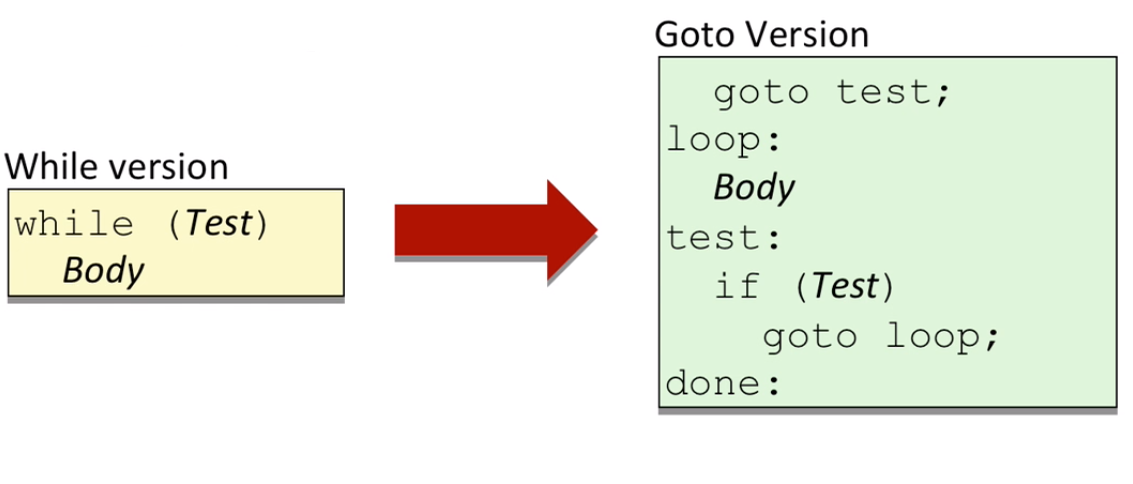 While version
while (Test)
Body
Goto Version
goto test;
loop:
Body
test:
if (Test)
goto loop;
done: